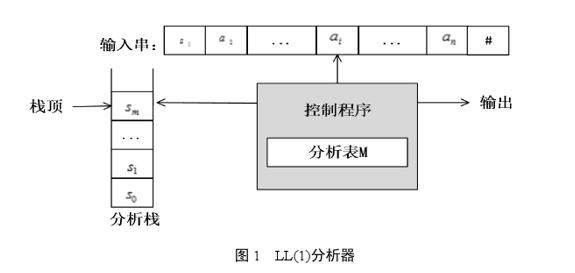 输入串： a₂ ... aᵢ ... aₙ #
控制程序
栈顶 sₘ 输出
...
分析表M
s₁
s₀
分析栈
图1 LL(1)分析器